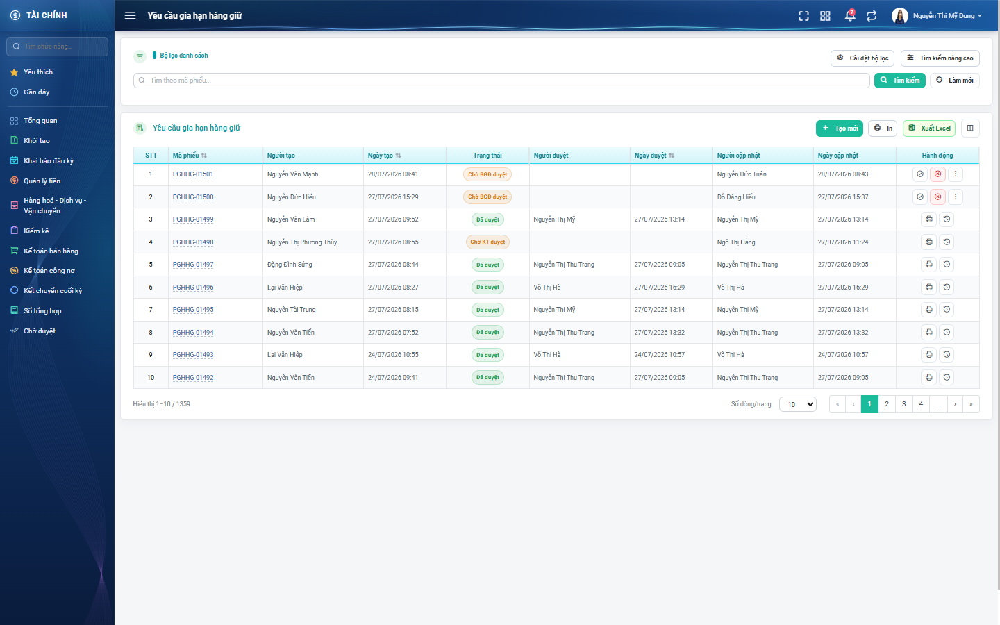 TÀI CHÍNH
Yêu cầu gia hạn hàng giữ
7
Nguyễn Thị Mỹ Dung
Tìm chức năng...
Yêu thích
Gần đây
Tổng quan
Khởi tạo
Khai báo đầu kỳ
Quản lý tiền
Hàng hoá - Dịch vụ -
Vận chuyển
Kiểm kê
Kế toán bán hàng
Kế toán công nợ
Kết chuyển cuối kỳ
Sổ tổng hợp
Chờ duyệt
Bộ lọc danh sách
Cài đặt bộ lọc
Tìm kiếm nâng cao
Tìm theo mã phiếu...
Tìm kiếm
Làm mới
Yêu cầu gia hạn hàng giữ
Tạo mới
In
Xuất Excel
STT Mã phiếu Người tạo Ngày tạo Trạng thái Người duyệt Ngày duyệt Người cập nhật Ngày cập nhật Hành động
1 PGHHG-01501 Nguyễn Văn Mạnh 28/07/2026 08:41 Chờ BGĐ duyệt Nguyễn Đức Tuân 28/07/2026 08:43
2 PGHHG-01500 Nguyễn Đức Hiếu 27/07/2026 15:29 Chờ BGĐ duyệt Đỗ Đăng Hiếu 27/07/2026 15:37
3 PGHHG-01499 Nguyễn Văn Lâm 27/07/2026 09:52 Đã duyệt Nguyễn Thị Mỹ 27/07/2026 13:14 Nguyễn Thị Mỹ 27/07/2026 13:14
4 PGHHG-01498 Nguyễn Thị Phương Thùy 27/07/2026 08:55 Chờ KT duyệt Ngô Thị Hằng 27/07/2026 11:24
5 PGHHG-01497 Đặng Đình Sứng 27/07/2026 08:44 Đã duyệt Nguyễn Thị Thu Trang 27/07/2026 09:05 Nguyễn Thị Thu Trang 27/07/2026 09:05
6 PGHHG-01496 Lại Văn Hiệp 27/07/2026 08:27 Đã duyệt Võ Thị Hà 27/07/2026 16:29 Võ Thị Hà 27/07/2026 16:29
7 PGHHG-01495 Nguyễn Tài Trung 27/07/2026 08:15 Đã duyệt Nguyễn Thị Mỹ 27/07/2026 13:14 Nguyễn Thị Mỹ 27/07/2026 13:14
8 PGHHG-01494 Nguyễn Văn Tiến 27/07/2026 07:52 Đã duyệt Nguyễn Thị Thu Trang 27/07/2026 13:32 Nguyễn Thị Thu Trang 27/07/2026 13:32
9 PGHHG-01493 Lại Văn Hiệp 24/07/2026 10:55 Đã duyệt Võ Thị Hà 24/07/2026 10:57 Võ Thị Hà 24/07/2026 10:57
10 PGHHG-01492 Nguyễn Văn Tiến 24/07/2026 09:41 Đã duyệt Nguyễn Thị Thu Trang 27/07/2026 09:05 Nguyễn Thị Thu Trang 27/07/2026 09:05
Hiển thị 1–10 / 1359
Số dòng/trang: 10 « ‹ 1 2 3 4 ... › »